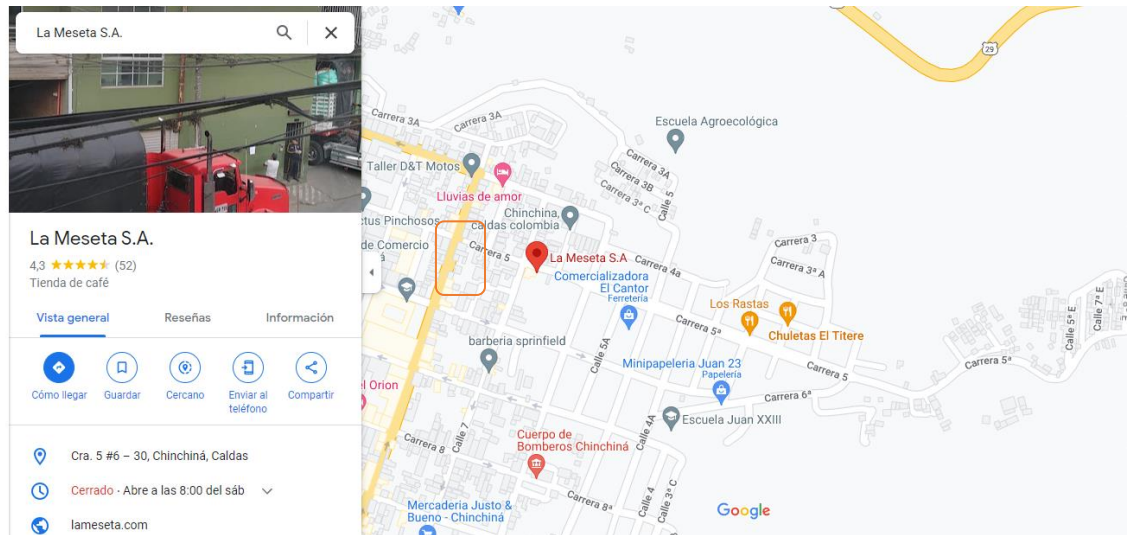 La Meseta S.A.
La Meseta S.A.
4,3
(52)
Tienda de café
Vista general
Reseñas
Información
Cómo llegar
Guardar
Cercano
Enviar al
teléfono
Compartir
Cra. 5 #6 – 30, Chinchiná, Caldas
Cerrado · Abre a las 8:00 del sáb
lameseta.com
29
Carrera 3A
Carrera 3A
Escuela Agroecológica
Taller D&T Motos
Carrera 3A
Carrera 3B
Carrera 3ª C
Calle 5
Lluvias de amor
Chinchina,
caldas colombia
ctus Pinchosos
de Comercio
á
Carrera 5
La Meseta S.A
Carrera 4a
Carrera 3
Carrera 3ª A
Comercializadora
El Cantor
Ferretería
Los Rastas
Chuletas El Titere
Carrera 5ª
Calle 5ª E
Calle 7ª E
barberia sprinfield
Calle 5A
Minipapeleria Juan 23
Papelería
Carrera 5
Carrera 5ª
Carrera 6ª
l Orion
Escuela Juan XXIII
Calle 4A
Carrera 8
Calle 7
Cuerpo de
Bomberos Chinchiná
Carrera 8ª
Calle 4
Calle 3ª C
Mercaderia Justo &
Bueno - Chinchiná
Google